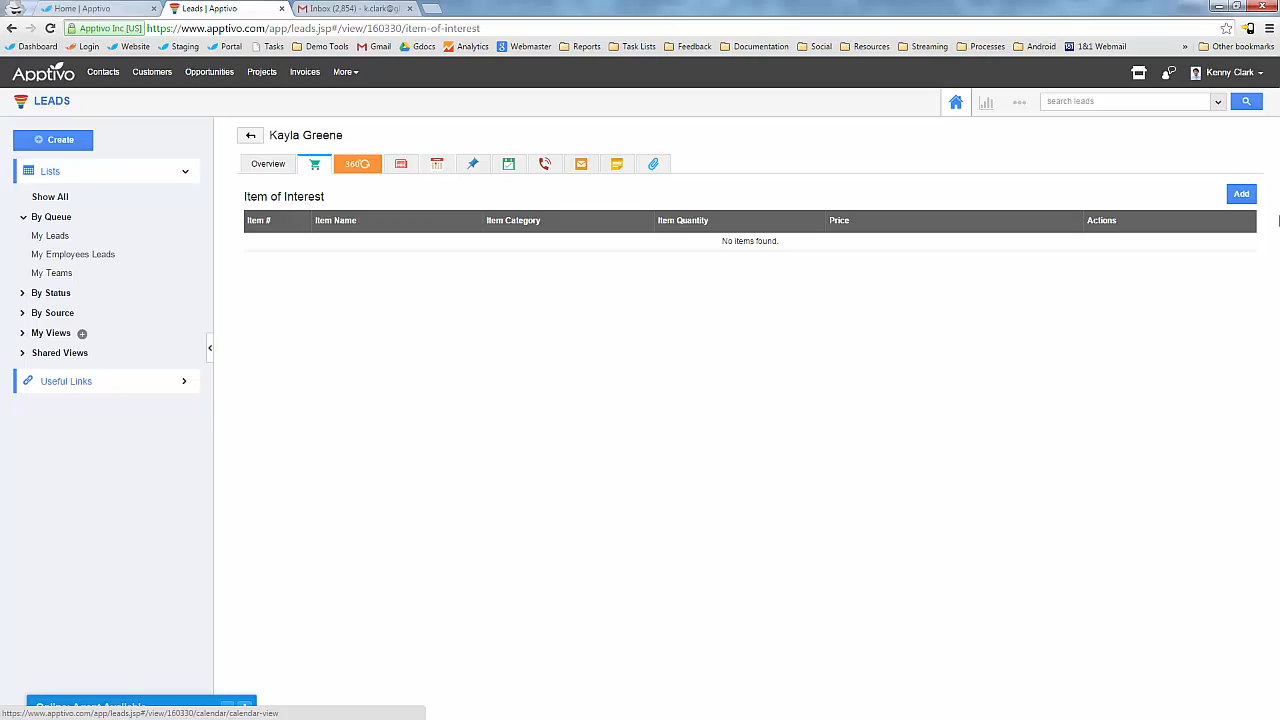 Home | Apptivo
Leads | Apptivo
Inbox (2,854) - k.clark@gl
Apptivo Inc [US]
https://www.apptivo.com/app/leads.jsp#/view/160330/item-of-interest
Dashboard
Login
Website
Staging
Portal
Tasks
Demo Tools
Gmail
Gdocs
Analytics
Webmaster
Reports
Task Lists
Feedback
Documentation
Social
Resources
Streaming
Processes
Android
1&1 Webmail
»
Other bookmarks
Apptivo
Contacts
Customers
Opportunities
Projects
Invoices
More
Kenny Clark
LEADS
search leads
Create
Lists
Show All
By Queue
My Leads
My Employees Leads
My Teams
By Status
By Source
My Views
Shared Views
Useful Links
Kayla Greene
Overview
360°
Item of Interest
Add
Item #
Item Name
Item Category
Item Quantity
Price
Actions
No items found.
https://www.apptivo.com/app/leads.jsp#/view/160330/calendar/calendar-view